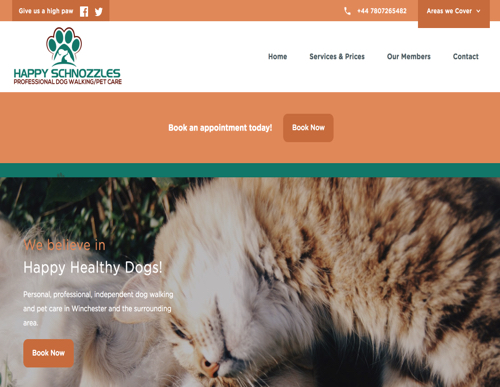 Give us a high paw
+44 7807265482
Areas we Cover
HAPPY SCHNOZZLES
PROFESSIONAL DOG WALKING/PET CARE
Home
Services & Prices
Our Members
Contact
Book an appointment today!
Book Now
We believe in
Happy Healthy Dogs!
Personal, professional, independent dog walking
and pet care in Winchester and the surrounding
area.
Book Now